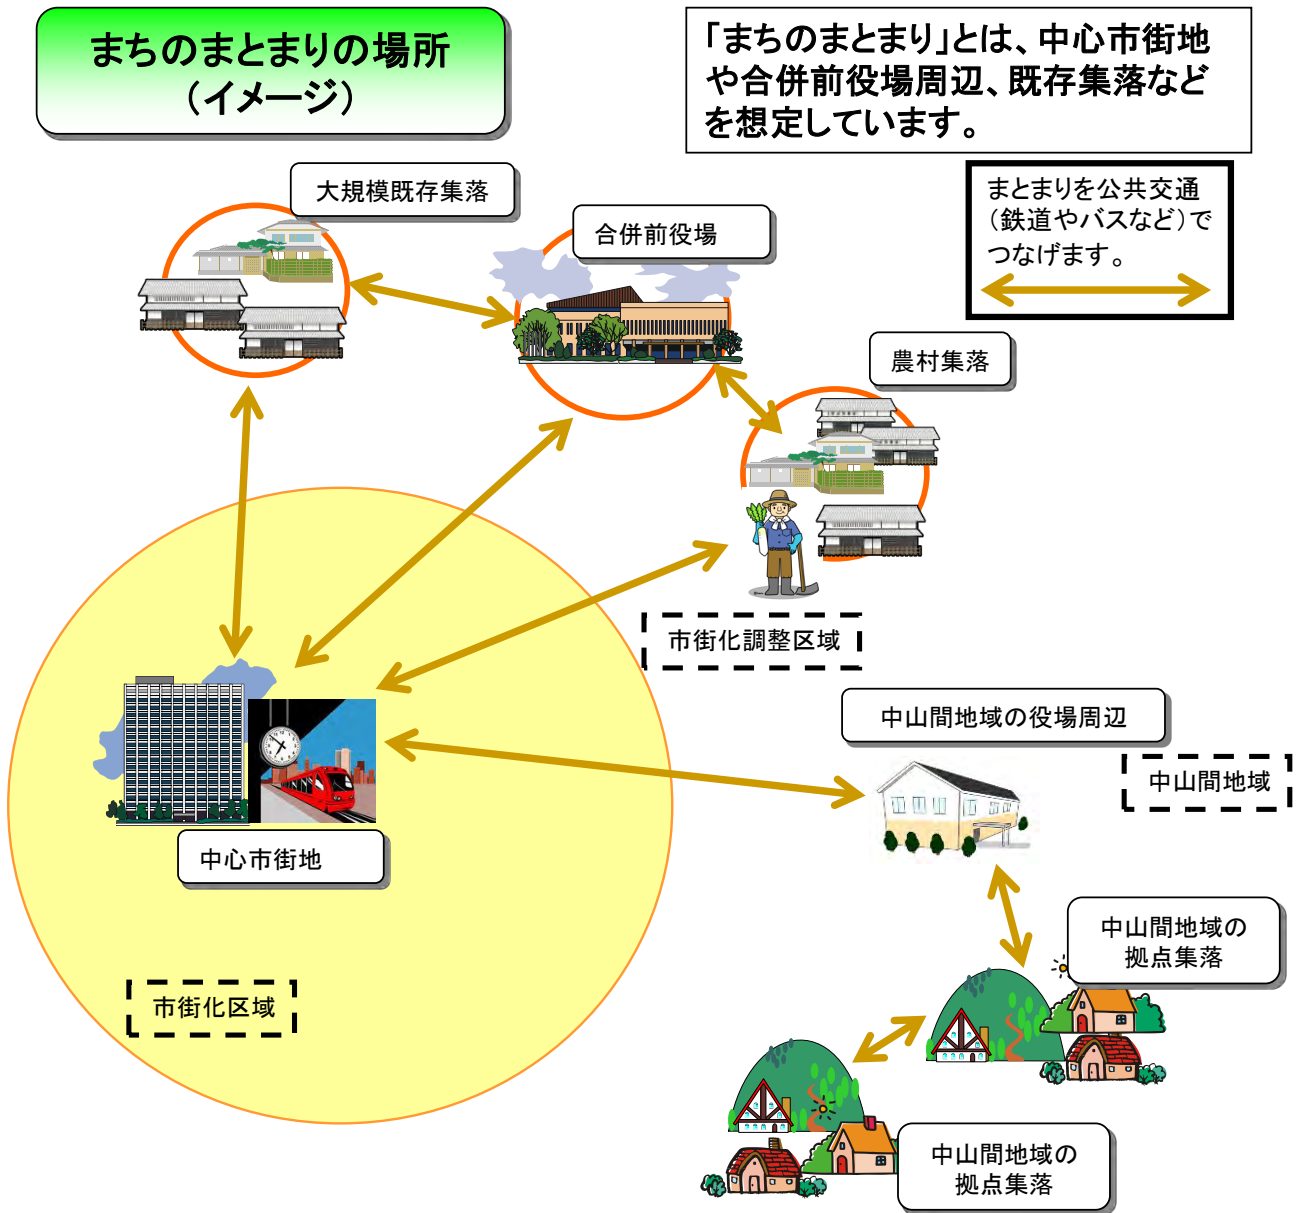 まちのまとまりの場所
（イメージ）
「まちのまとまり」とは、中心市街地
や合併前役場周辺、既存集落など
を想定しています。
まとまりを公共交通
（鉄道やバスなど）で
つなげます。
大規模既存集落
合併前役場
農村集落
市街化調整区域
中山間地域の役場周辺
中山間地域
中心市街地
中山間地域の
拠点集落
市街化区域
中山間地域の
拠点集落